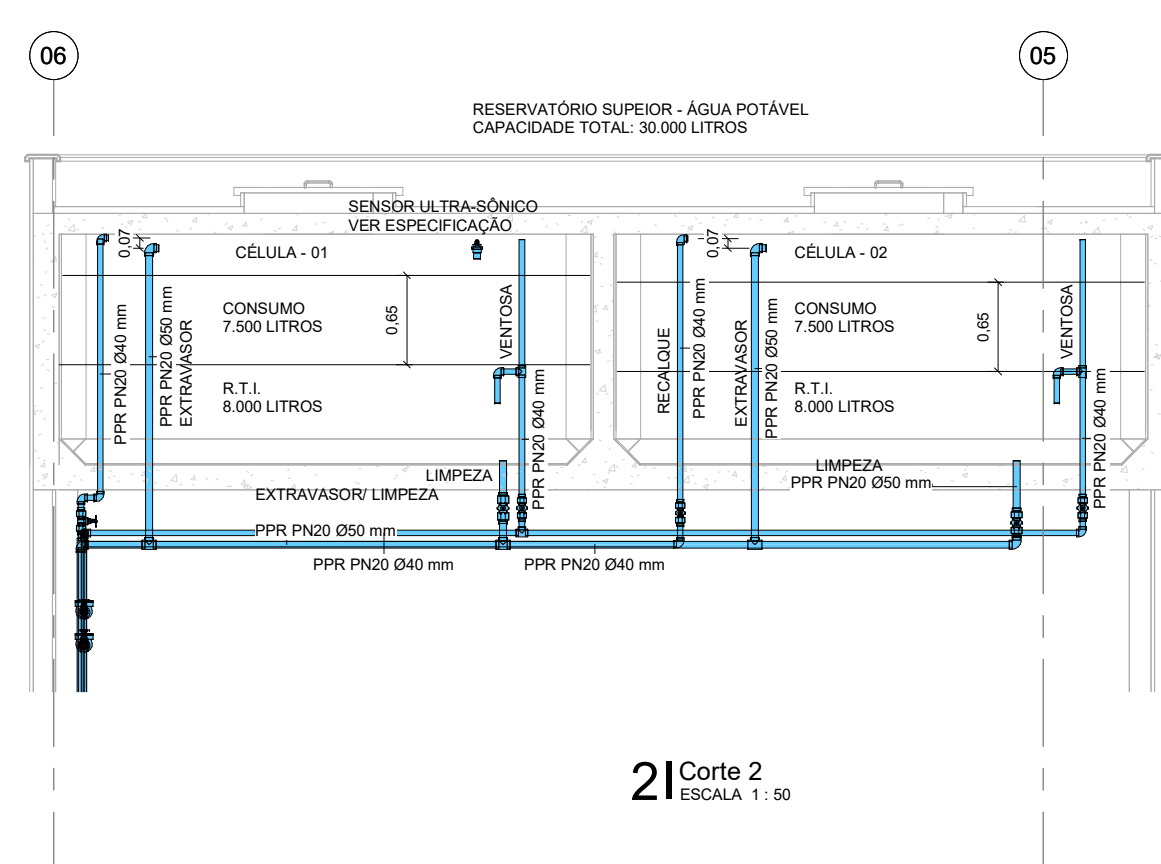 06
05
RESERVATÓRIO SUPEIOR - ÁGUA POTÁVEL
CAPACIDADE TOTAL: 30.000 LITROS
SENSOR ULTRA-SÔNICO
VER ESPECIFICAÇÃO
0,07
CÉLULA - 01
0,07
CÉLULA - 02
PPR PN20 Ø40 mm
PPR PN20 Ø50 mm
EXTRAVASOR
CONSUMO
7.500 LITROS
0,65
VENTOSA
R.T.I.
8.000 LITROS
PPR PN20 Ø40 mm
RECALQUE
PPR PN20 Ø40 mm
EXTRAVASOR
PPR PN20 Ø50 mm
CONSUMO
7.500 LITROS
0,65
VENTOSA
R.T.I.
8.000 LITROS
PPR PN20 Ø40 mm
LIMPEZA
LIMPEZA
PPR PN20 Ø50 mm
EXTRAVASOR/ LIMPEZA
PPR PN20 Ø50 mm
PPR PN20 Ø40 mm
PPR PN20 Ø40 mm
2 Corte 2
ESCALA 1 : 50